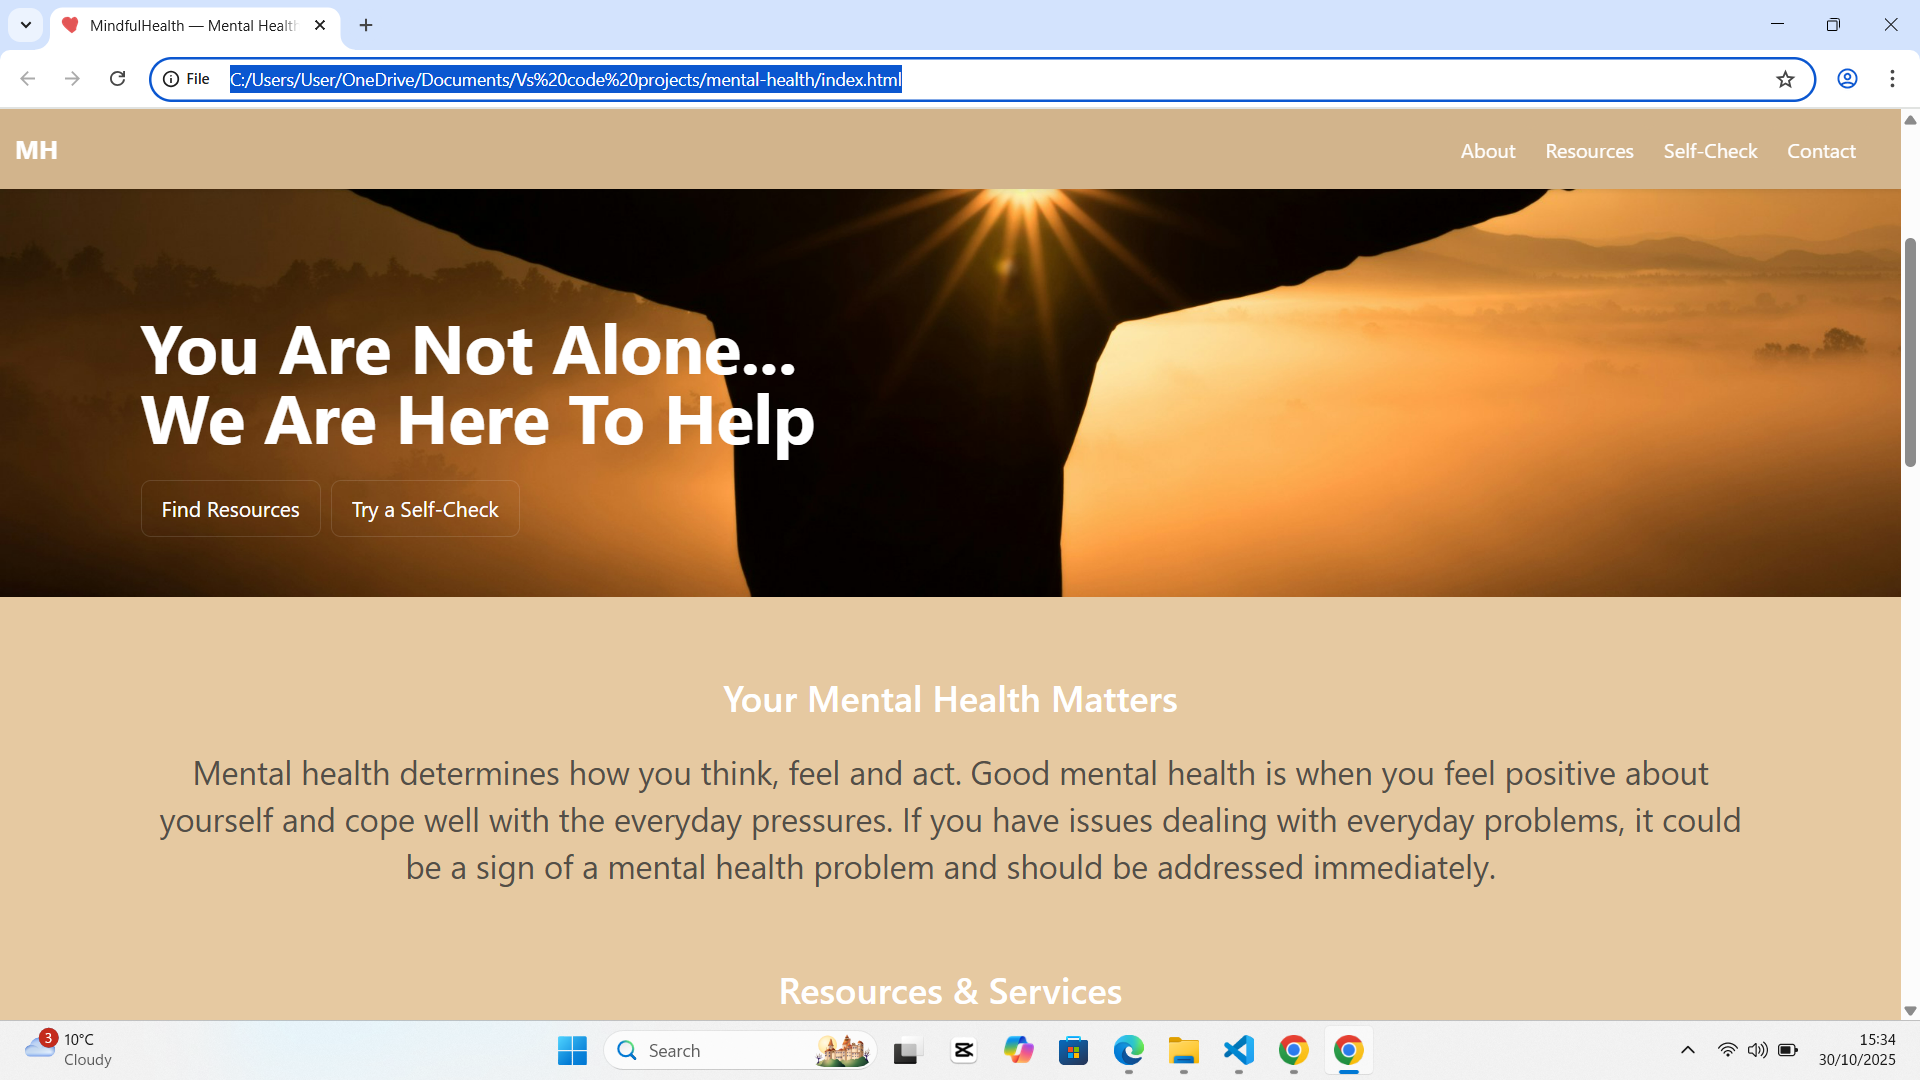 MindfulHealth — Mental Healt
File
C:/Users/User/OneDrive/Documents/Vs%20code%20projects/mental-health/index.html
MH
About
Resources
Self-Check
Contact
You Are Not Alone...
We Are Here To Help
Find Resources
Try a Self-Check
Your Mental Health Matters
Mental health determines how you think, feel and act. Good mental health is when you feel positive about
yourself and cope well with the everyday pressures. If you have issues dealing with everyday problems, it could
be a sign of a mental health problem and should be addressed immediately.
Resources & Services
3
10°C
Cloudy
Search
15:34
30/10/2025